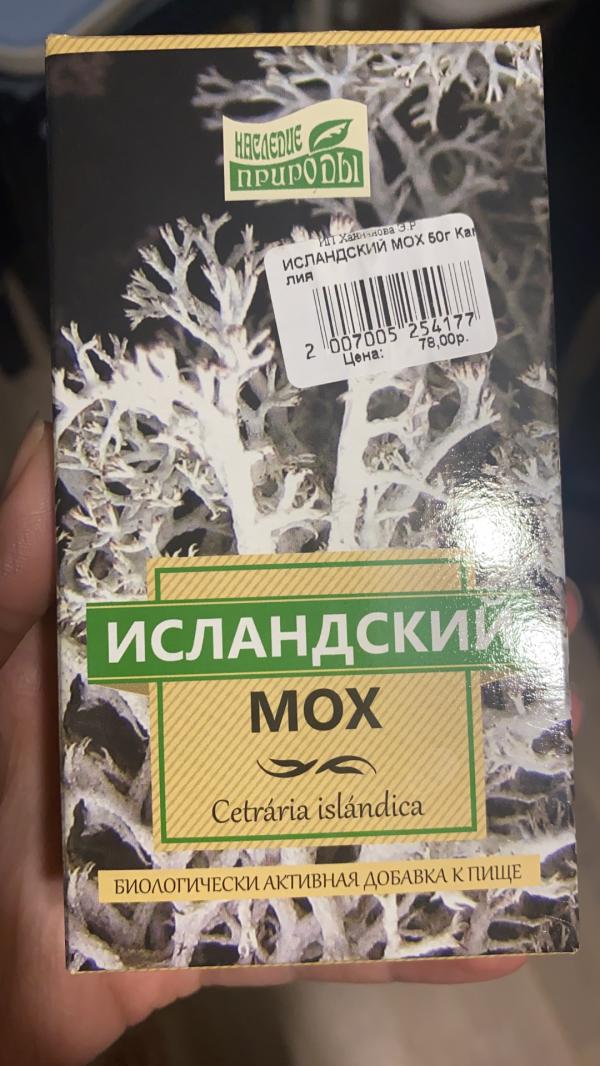 НАСЛЕДИЕ
ПРИРОДЫ
ИП Э.Р
ИСЛАНДСКИЙ МОХ 50г
ЛИЯ
2 007005 254177
Цена: 78,00р.
ИСЛАНДСКИЙ
МОХ
Cetrária islándica
БИОЛОГИЧЕСКИ АКТИВНАЯ ДОБАВКА К ПИЩЕ